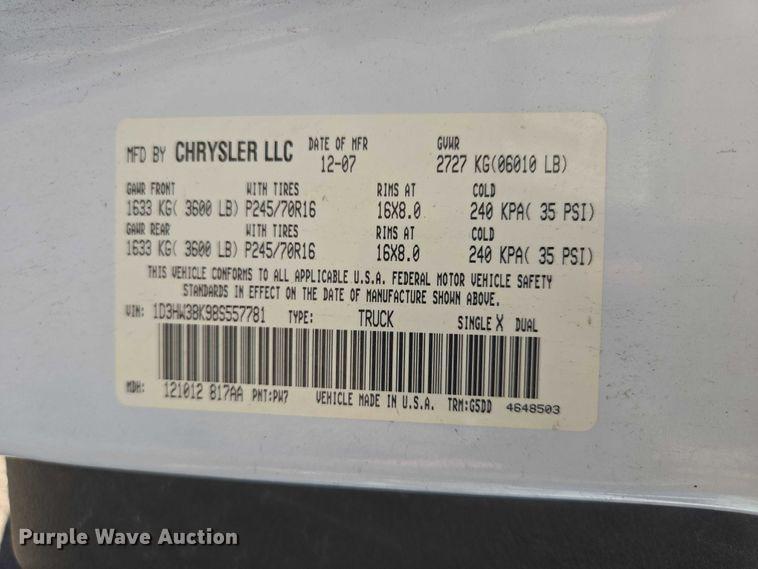 MFD BY CHRYSLER LLC DATE OF MFR 12-07 GVWR 2727 KG(06010 LB)
GAWR FRONT WITH TIRES RIMS AT COLD
1633 KG( 3600 LB) P245/70R16 16X8.0 240 KPA( 35 PSI)
GAWR REAR WITH TIRES RIMS AT COLD
1633 KG( 3600 LB) P245/70R16 16X8.0 240 KPA( 35 PSI)
THIS VEHICLE CONFORMS TO ALL APPLICABLE U.S.A. FEDERAL MOTOR VEHICLE SAFETY
STANDARDS IN EFFECT ON THE DATE OF MANUFACTURE SHOWN ABOVE.
VIN: 1D3HW38K98S557781 TYPE: TRUCK SINGLE X DUAL
MDH: 121012 817AA PNT:PW7 VEHICLE MADE IN U.S.A. TRM:G5DD 4648503
Purple Wave Auction